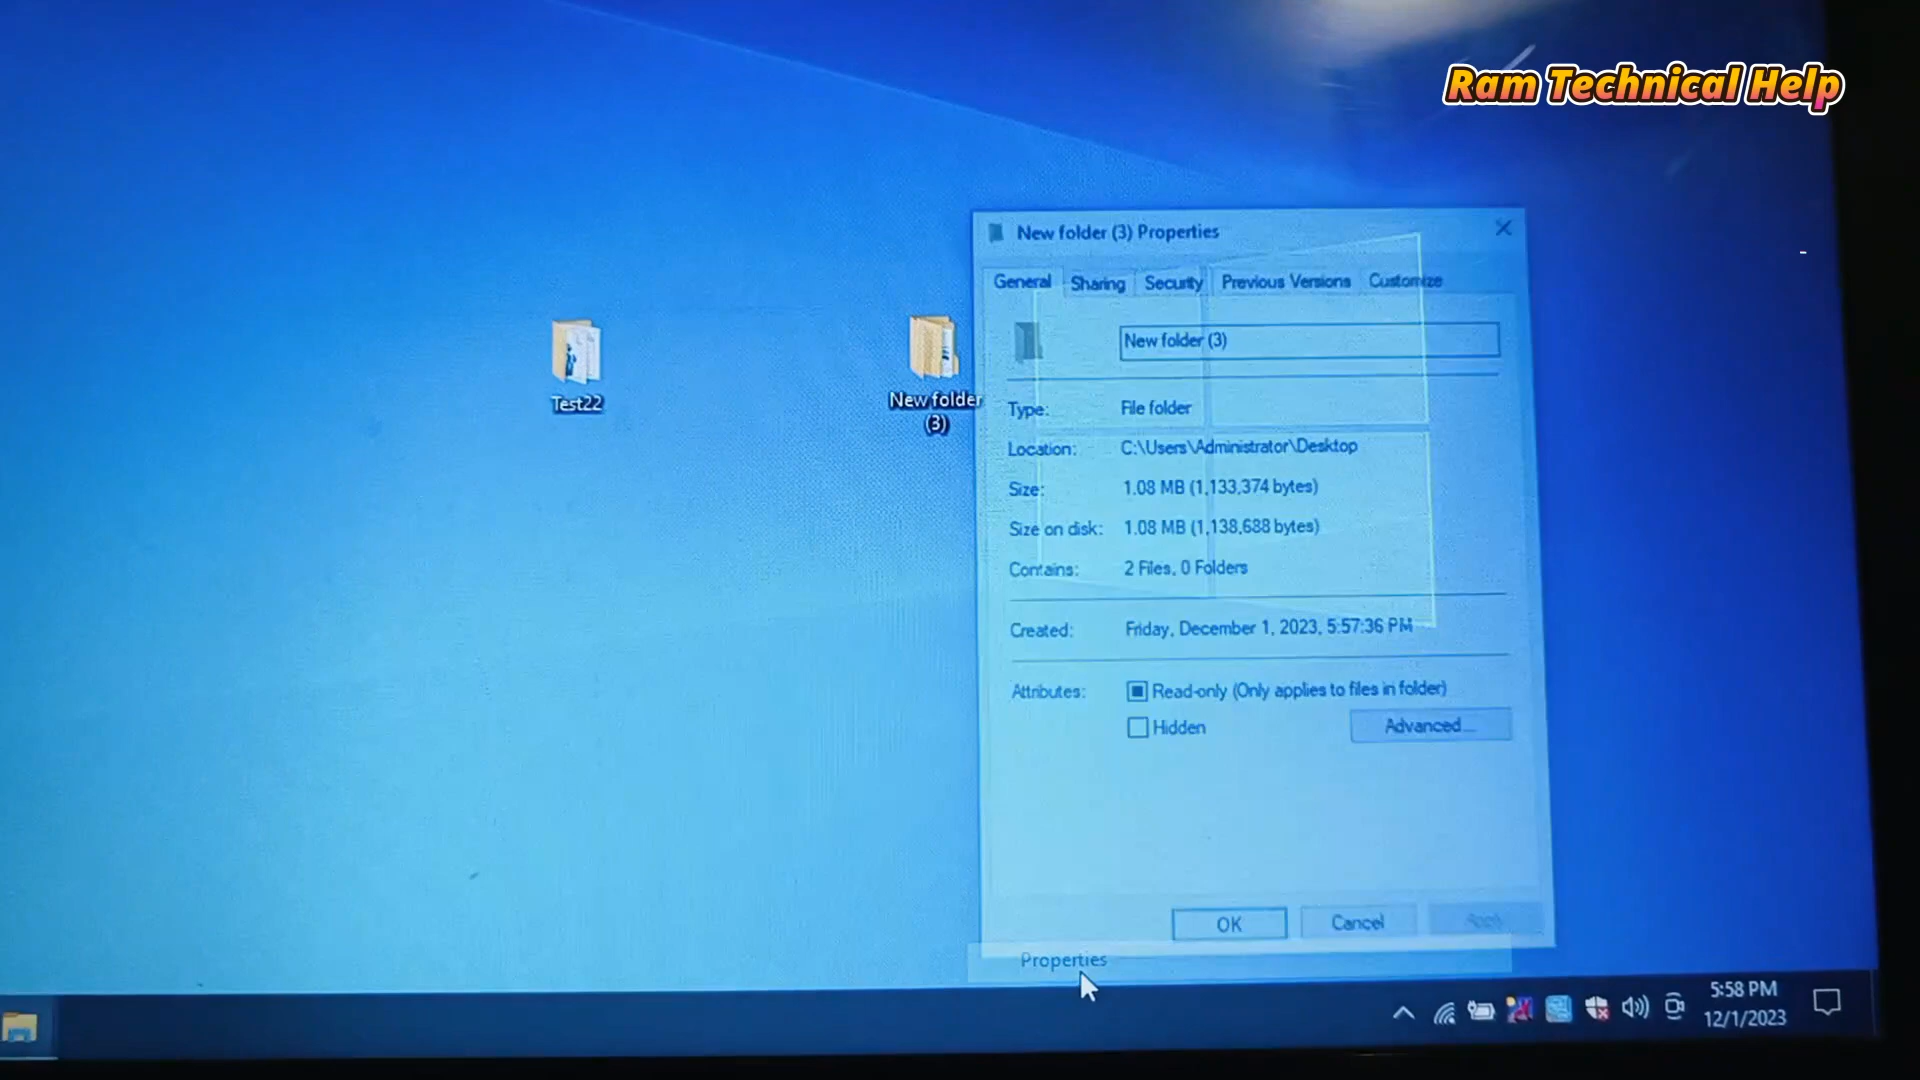 Ram Technical Help
New folder (3) Properties
General Sharing Security Previous Versions Customize
New folder (3)
Type: File folder
Location: C:\Users\Administrator\Desktop
Size: 1.08 MB (1,133,374 bytes)
Size on disk: 1.08 MB (1,138,688 bytes)
Contains: 2 Files, 0 Folders
Created: Friday, December 1, 2023, 5:57:36 PM
Attributes: Read-only (Only applies to files in folder)
Hidden Advanced...
OK Cancel Apply
Properties
Test22
New folder
(3)
5:58 PM
12/1/2023